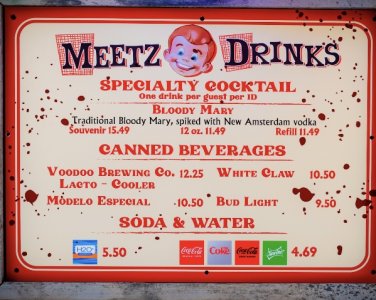 MEETZ DRINKS
SPECIALTY COCKTAIL
One drink per guest per ID
BLOODY MARY
Traditional Bloody Mary, spiked with New Amsterdam vodka
Souvenir 15.49 12 oz. 11.49 Refill 11.49
CANNED BEVERAGES
VOODOO BREWING CO. 12.25 WHITE CLAW 10.50
LACTO - COOLER
MODELO ESPECIAL 10.50 BUD LIGHT 9.50
SODA & WATER
5.50 Coca-Cola Coke Coca-Cola Sprite 4.69